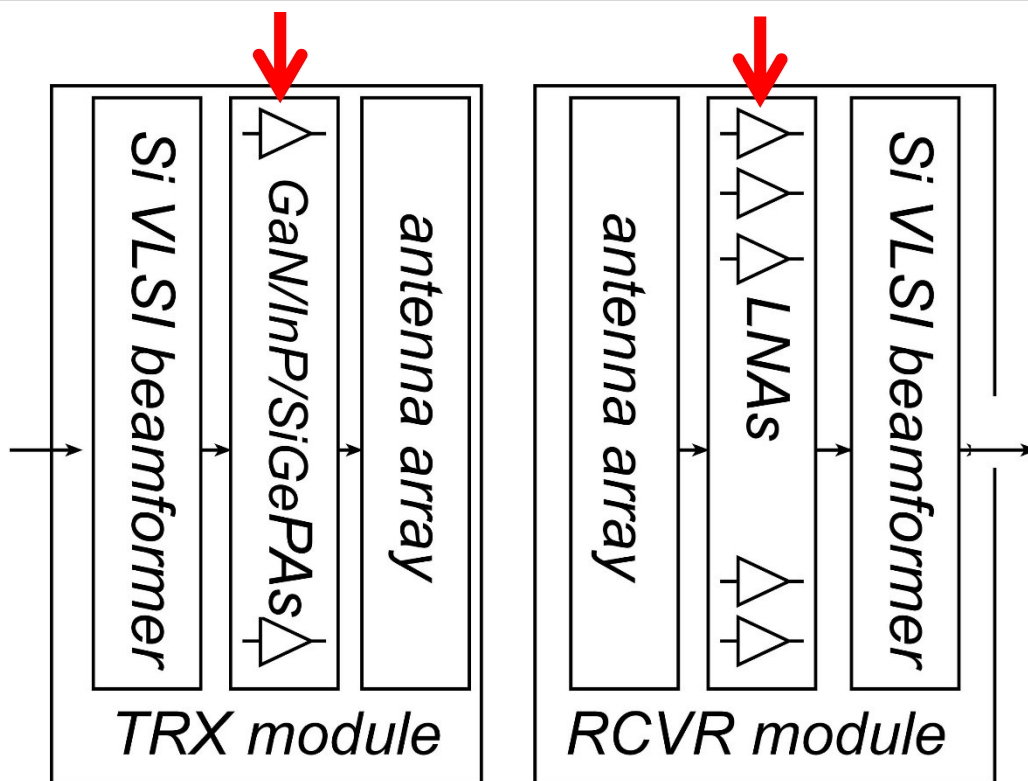 Si VLSI beamformer
GaN/InP/SiGePAs
antenna array
TRX module
antenna array
LNAs
Si VLSI beamformer
RCVR module